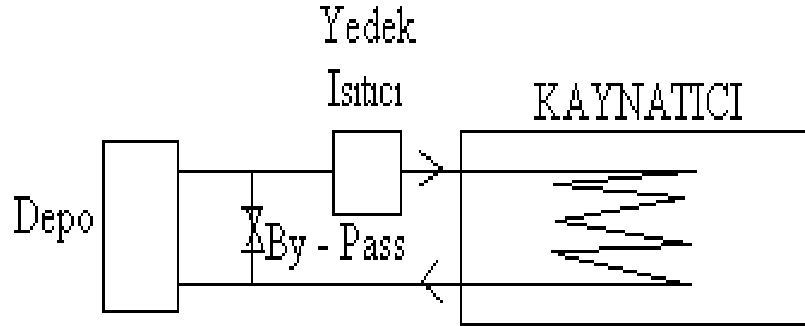 Yedek
Isıtıcı
KAYNATICI
Depo
By - Pass